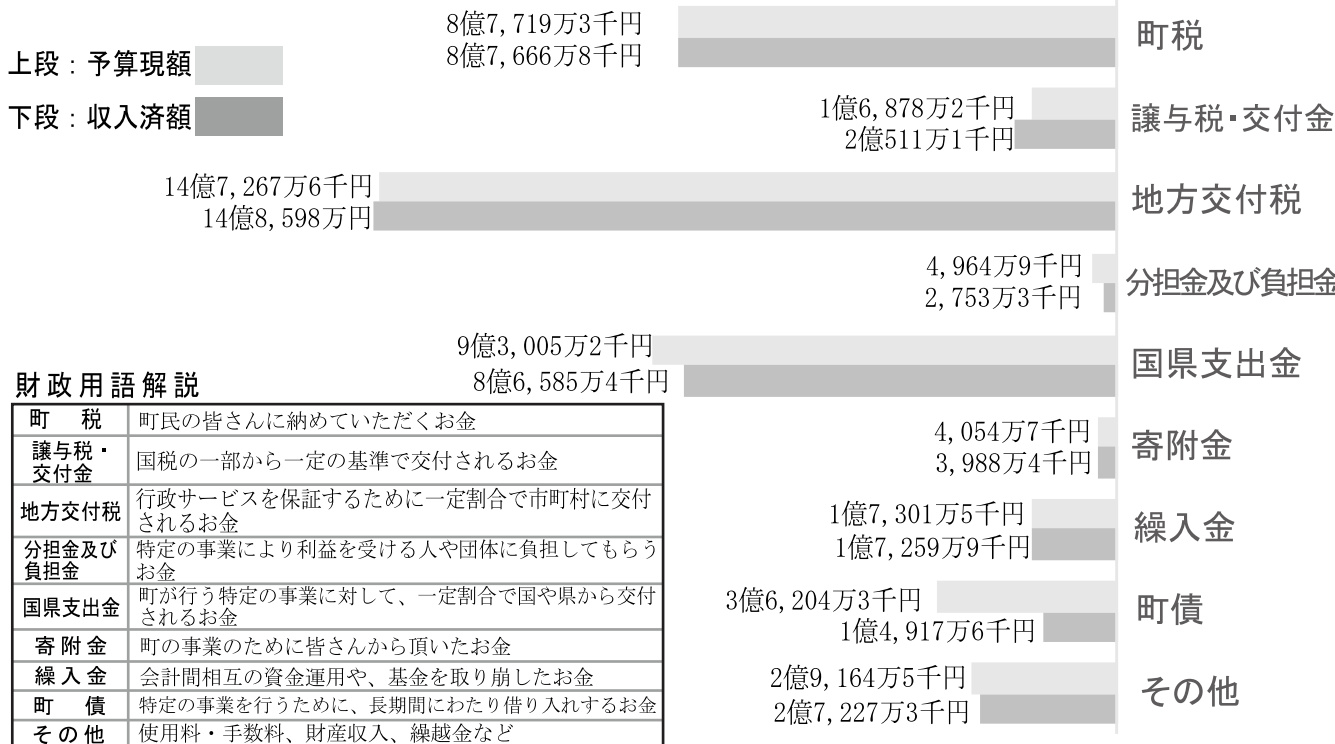 上段：予算現額
下段：収入済額
8億7,719万3千円
8億7,666万8千円
町税
1億6,878万2千円
2億511万1千円
譲与税・交付金
14億7,267万6千円
14億8,598万円
地方交付税
4,964万9千円
2,753万3千円
分担金及び負担金
9億3,005万2千円
8億6,585万4千円
国県支出金
4,054万7千円
3,988万4千円
寄附金
1億7,301万5千円
1億7,259万9千円
繰入金
3億6,204万3千円
1億4,917万6千円
町債
2億9,164万5千円
2億7,227万3千円
その他
財政用語解説
町　税 町民の皆さんに納めていただくお金
譲与税・
交付金
国税の一部から一定の基準で交付されるお金
地方交付税
行政サービスを保証するために一定割合で市町村に交付
されるお金
分担金及び
負担金
特定の事業により利益を受ける人や団体に負担してもらう
お金
国県支出金
町が行う特定の事業に対して、一定割合で国や県から交付
されるお金
寄附金 町の事業のために皆さんから頂いたお金
繰入金 会計間相互の資金運用や、基金を取り崩したお金
町　債 特定の事業を行うために、長期間にわたり借り入れするお金
その他 使用料・手数料、財産収入、繰越金など